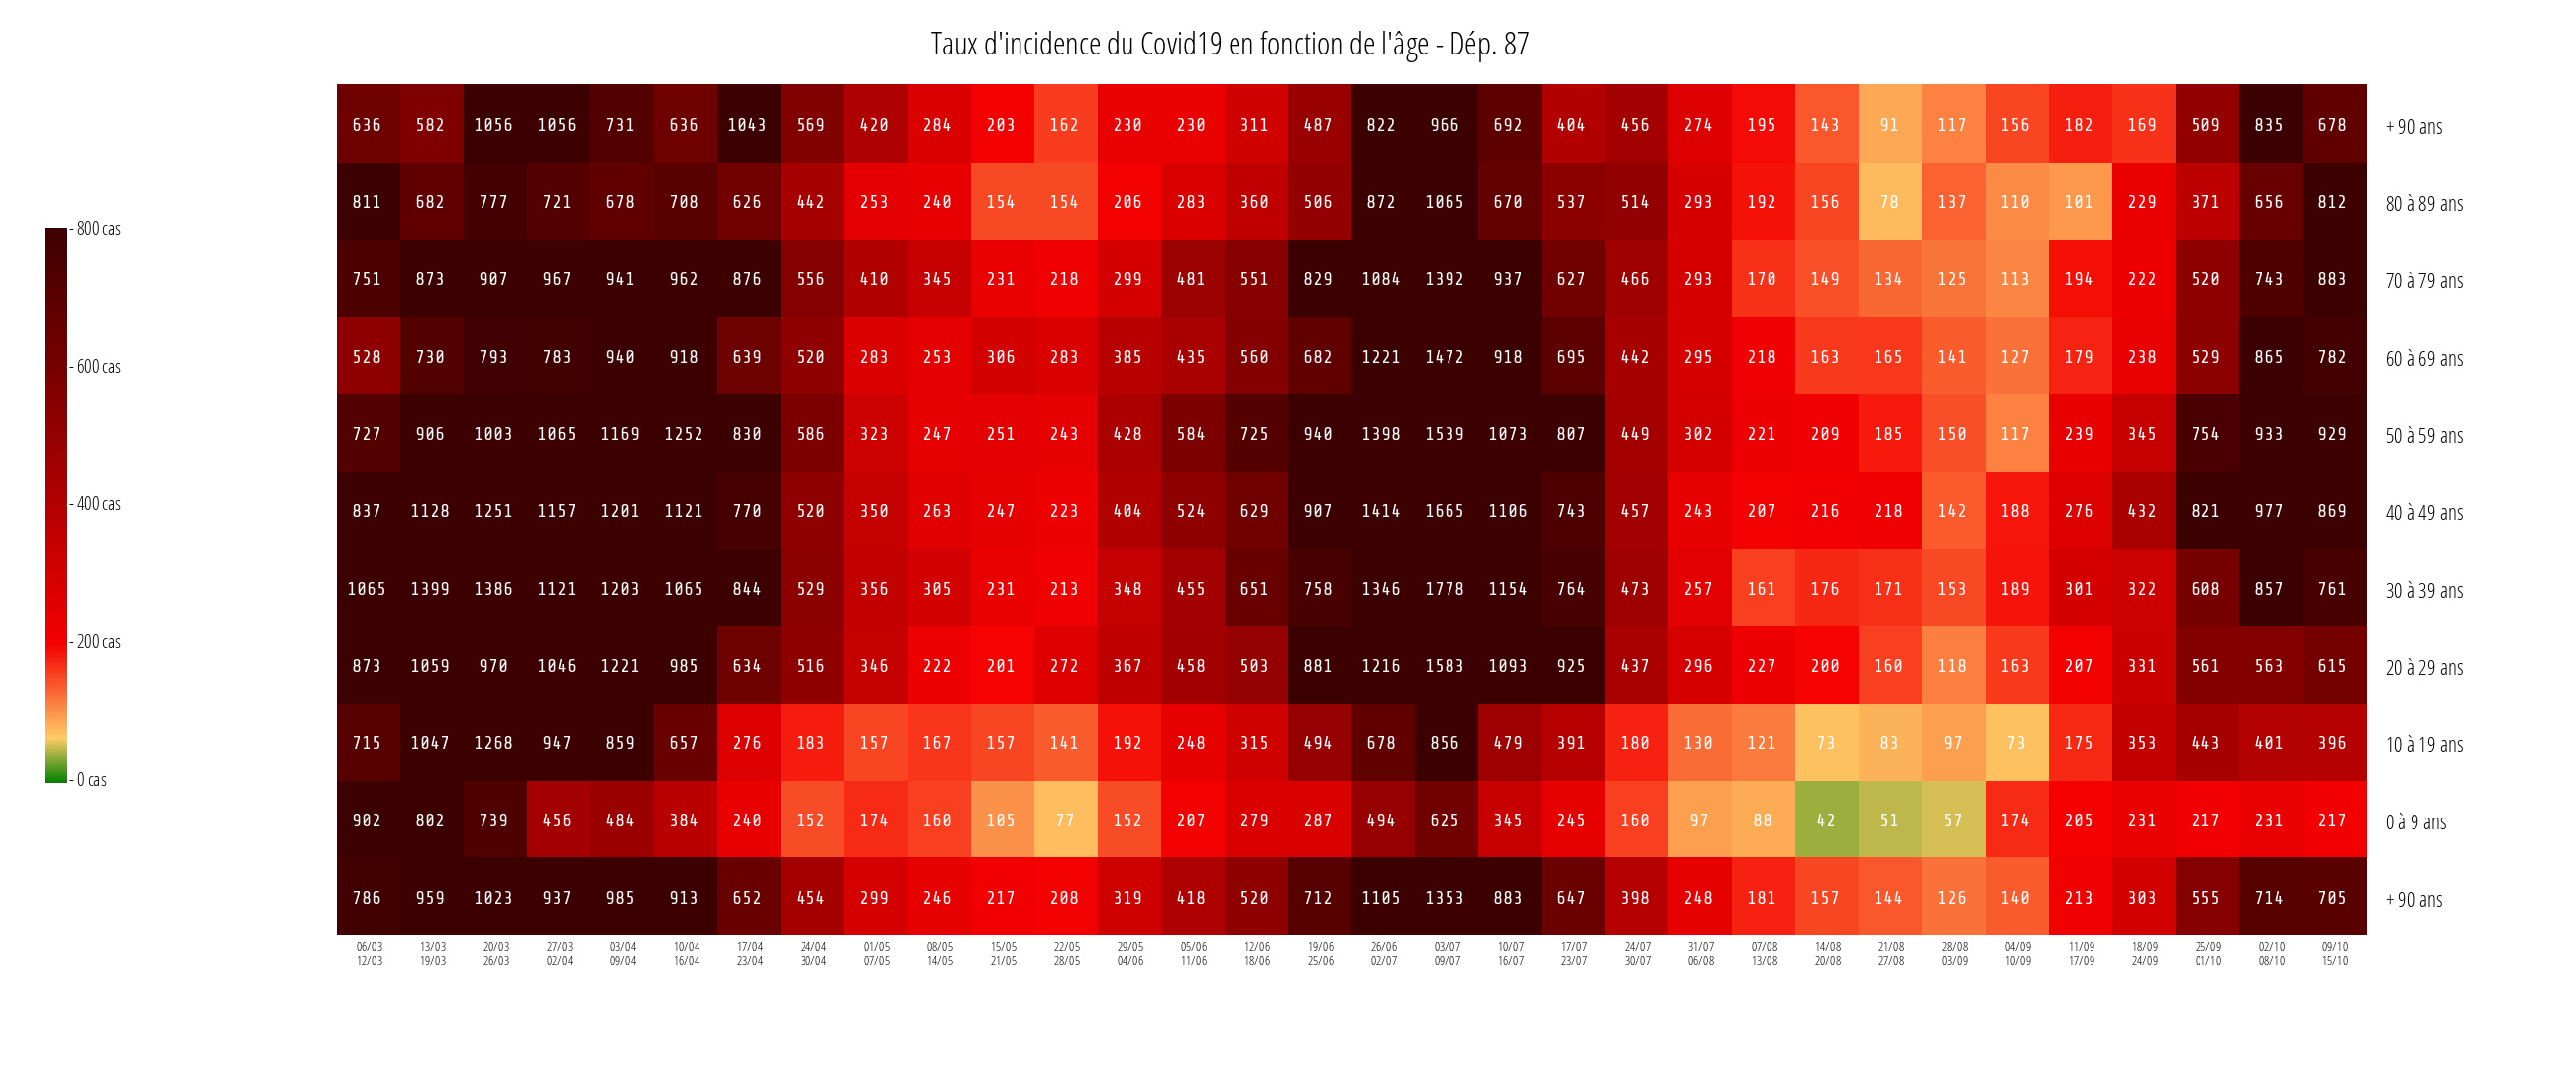 Taux d'incidence du Covid19 en fonction de l'âge - Dép. 87
- 800 cas
- 600 cas
- 400 cas
- 200 cas
- 0 cas
636 582 1056 1056 731 636 1043 569 420 284 203 162 230 230 311 487 822 966 692 404 456 274 195 143 91 117 156 182 169 509 835 678 + 90 ans
811 682 777 721 678 708 626 442 253 240 154 154 206 283 360 506 872 1065 670 537 514 293 192 156 78 137 110 101 229 371 656 812 80 à 89 ans
751 873 907 967 941 962 876 556 410 345 231 218 299 481 551 829 1084 1392 937 627 466 293 170 149 134 125 113 194 222 520 743 883 70 à 79 ans
528 730 793 783 940 918 639 520 283 253 306 283 385 435 560 682 1221 1472 918 695 442 295 218 163 165 141 127 179 238 529 865 782 60 à 69 ans
727 906 1003 1065 1169 1252 830 586 323 247 251 243 428 584 725 940 1398 1539 1073 807 449 302 221 209 185 150 117 239 345 754 933 929 50 à 59 ans
837 1128 1251 1157 1201 1121 770 520 350 263 247 223 404 524 629 907 1414 1665 1106 743 457 243 207 216 218 142 188 276 432 821 977 869 40 à 49 ans
1065 1399 1386 1121 1203 1065 844 529 356 305 231 213 348 455 651 758 1346 1778 1154 764 473 257 161 176 171 153 189 301 322 608 857 761 30 à 39 ans
873 1059 970 1046 1221 985 634 516 346 222 201 272 367 458 503 881 1216 1583 1093 925 437 296 227 200 160 118 163 207 331 561 563 615 20 à 29 ans
715 1047 1268 947 859 657 276 183 157 167 157 141 192 248 315 494 678 856 479 391 180 130 121 73 83 97 73 175 353 443 401 396 10 à 19 ans
902 802 739 456 484 384 240 152 174 160 105 77 152 207 279 287 494 625 345 245 160 97 88 42 51 57 174 205 231 217 231 217 0 à 9 ans
786 959 1023 937 985 913 652 454 299 246 217 208 319 418 520 712 1105 1353 883 647 398 248 181 157 144 126 140 213 303 555 714 705 + 90 ans
06/03 13/03 20/03 27/03 03/04 10/04 17/04 24/04 01/05 08/05 15/05 22/05 29/05 05/06 12/06 19/06 26/06 03/07 10/07 17/07 24/07 31/07 07/08 14/08 21/08 28/08 04/09 11/09 18/09 25/09 02/10 09/10
12/03 19/03 26/03 02/04 09/04 16/04 23/04 30/04 07/05 14/05 21/05 28/05 04/06 11/06 18/06 25/06 02/07 09/07 16/07 23/07 30/07 06/08 13/08 20/08 27/08 03/09 10/09 17/09 24/09 01/10 08/10 15/10